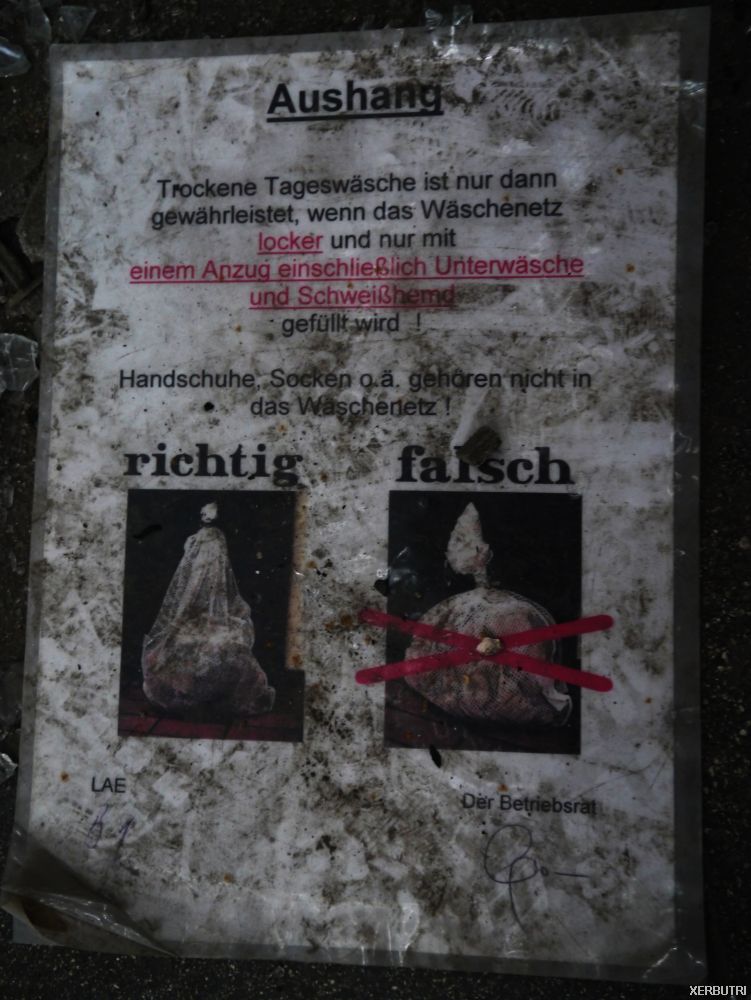 Aushang
Trockene Tageswäsche ist nur dann
gewährleistet, wenn das Wäschenetz
locker und nur mit
einem Anzug einschließlich Unterwäsche
und Schweißhemd
gefüllt wird !
Handschuhe, Socken o.ä. gehören nicht in
das Wäschenetz !
richtig falsch
LAE
Der Betriebsrat
XERBUTRI